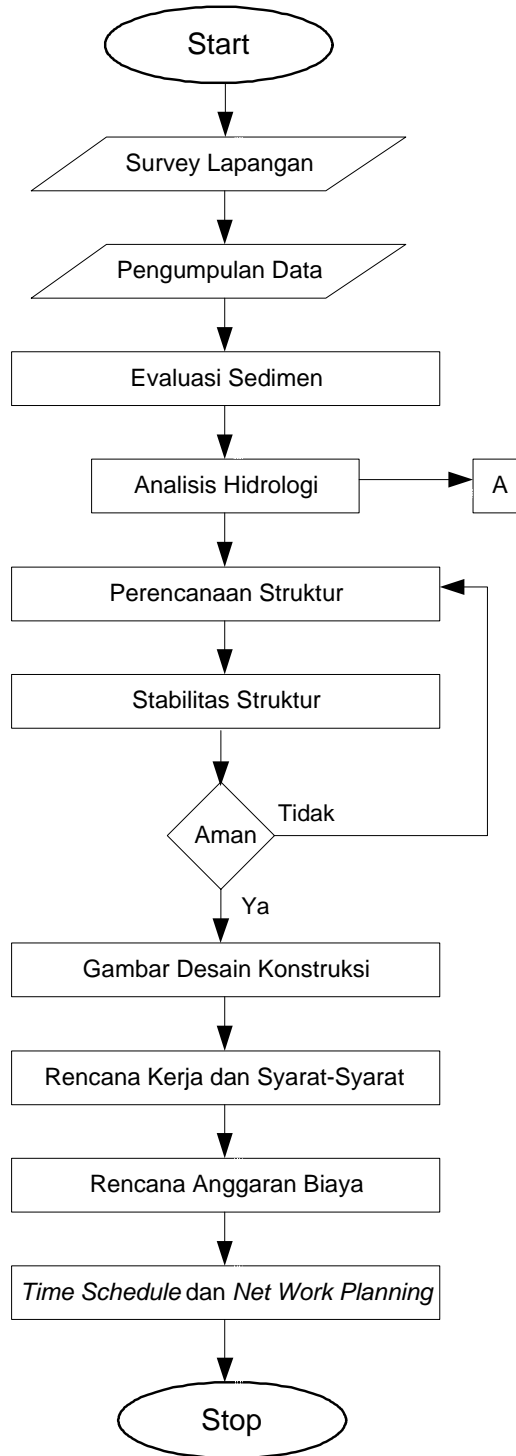 Start
Survey Lapangan
Pengumpulan Data
Evaluasi Sedimen
Analisis Hidrologi
A
Perencanaan Struktur
Stabilitas Struktur
Tidak
Aman
Ya
Gambar Desain Konstruksi
Rencana Kerja dan Syarat-Syarat
Rencana Anggaran Biaya
Time Schedule dan Net Work Planning
Stop